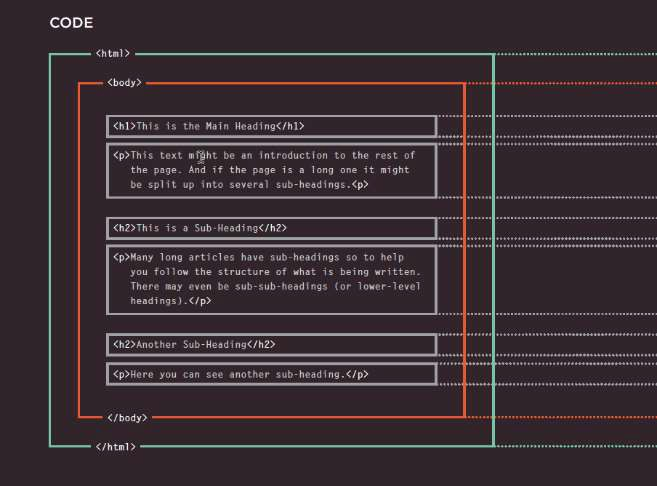 CODE
<html>
<body>
<h1>This is the Main Heading</h1>
<p>This text might be an introduction to the rest of
the page. And if the page is a long one it might
be split up into several sub-headings.<p>
<h2>This is a Sub-Heading</h2>
<p>Many long articles have sub-headings so to help
you follow the structure of what is being written.
There may even be sub-sub-headings (or lower-level
headings).</p>
<h2>Another Sub-Heading</h2>
<p>Here you can see another sub-heading.</p>
</body>
</html>